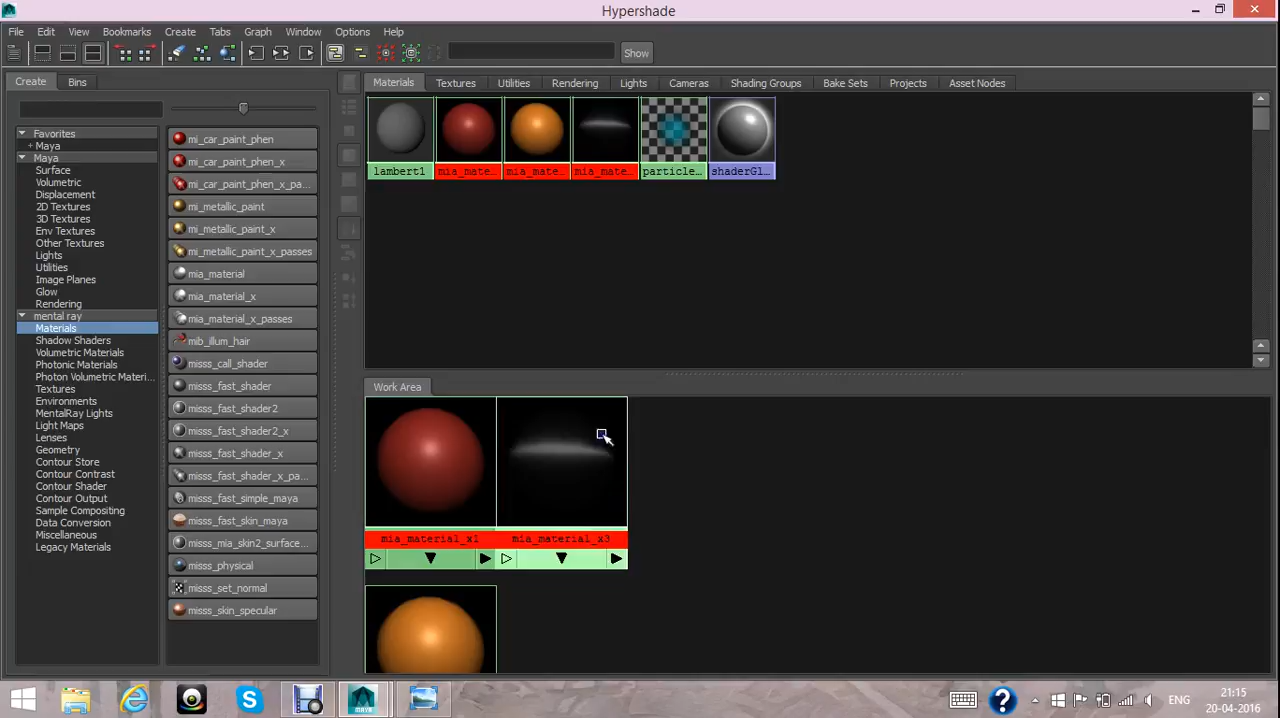 Hypershade
File Edit View Bookmarks Create Tabs Graph Window Options Help
Show
Create Bins
Materials Textures Utilities Rendering Lights Cameras Shading Groups Bake Sets Projects Asset Nodes
Favorites
+ Maya
Maya
Surface
Volumetric
Displacement
2D Textures
3D Textures
Env Textures
Other Textures
Lights
Utilities
Image Planes
Glow
Rendering
mental ray
Materials
Shadow Shaders
Volumetric Materials
Photonic Materials
Photon Volumetric Materi...
Textures
Environments
MentalRay Lights
Light Maps
Lenses
Geometry
Contour Store
Contour Contrast
Contour Shader
Contour Output
Sample Compositing
Data Conversion
Miscellaneous
Legacy Materials
mi_car_paint_phen
mi_car_paint_phen_x
mi_car_paint_phen_x_pa...
mi_metallic_paint
mi_metallic_paint_x
mi_metallic_paint_x_passes
mia_material
mia_material_x
mia_material_x_passes
mib_illum_hair
misss_call_shader
misss_fast_shader
misss_fast_shader2
misss_fast_shader2_x
misss_fast_shader_x
misss_fast_shader_x_pa...
misss_fast_simple_maya
misss_fast_skin_maya
misss_mia_skin2_surface...
misss_physical
misss_set_normal
misss_skin_specular
lambert1 mia_mate... mia_mate... mia_mate... particle... shaderGl...
Work Area
mia_material_x1 mia_material_x3
MAYA
ENG
21:15
20-04-2016